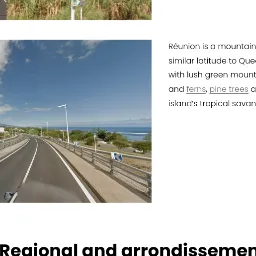 Réunion is a mountain
similar latitude to Que
with lush green mount
and ferns, pine trees a
island's tropical savan
Regional and arrondissemen